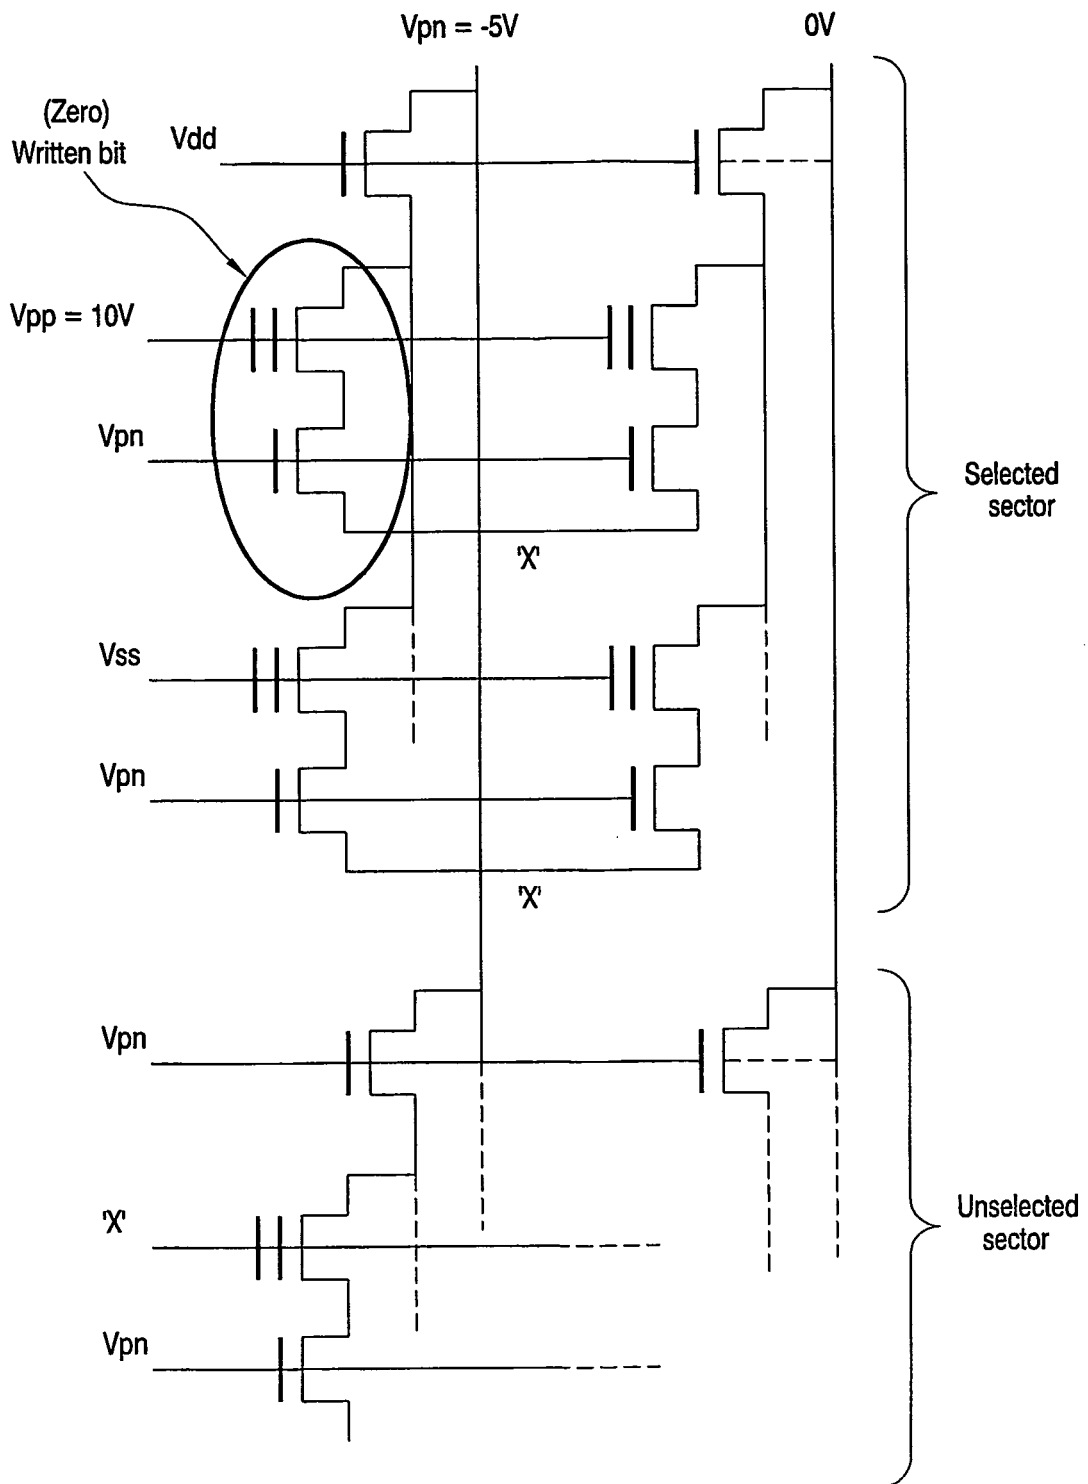 Vpn = -5V
0V
(Zero)
Written bit
Vdd
Vpp = 10V
Vpn
'X'
Selected
sector
Vss
Vpn
'X'
Vpn
'X'
Unselected
sector
Vpn